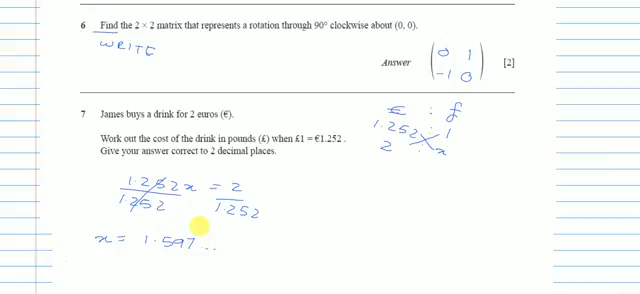 6 Find the 2 × 2 matrix that represents a rotation through 90° clockwise about (0, 0).
WRITE
Answer ( 0 1 [2]
-1 0 )
7 James buys a drink for 2 euros (€).
€ : £
1.252 : 1
Work out the cost of the drink in pounds (£) when £1 = €1.252 .
2 : x
Give your answer correct to 2 decimal places.
1.252x = 2
1.252 1.252
x = 1.597...